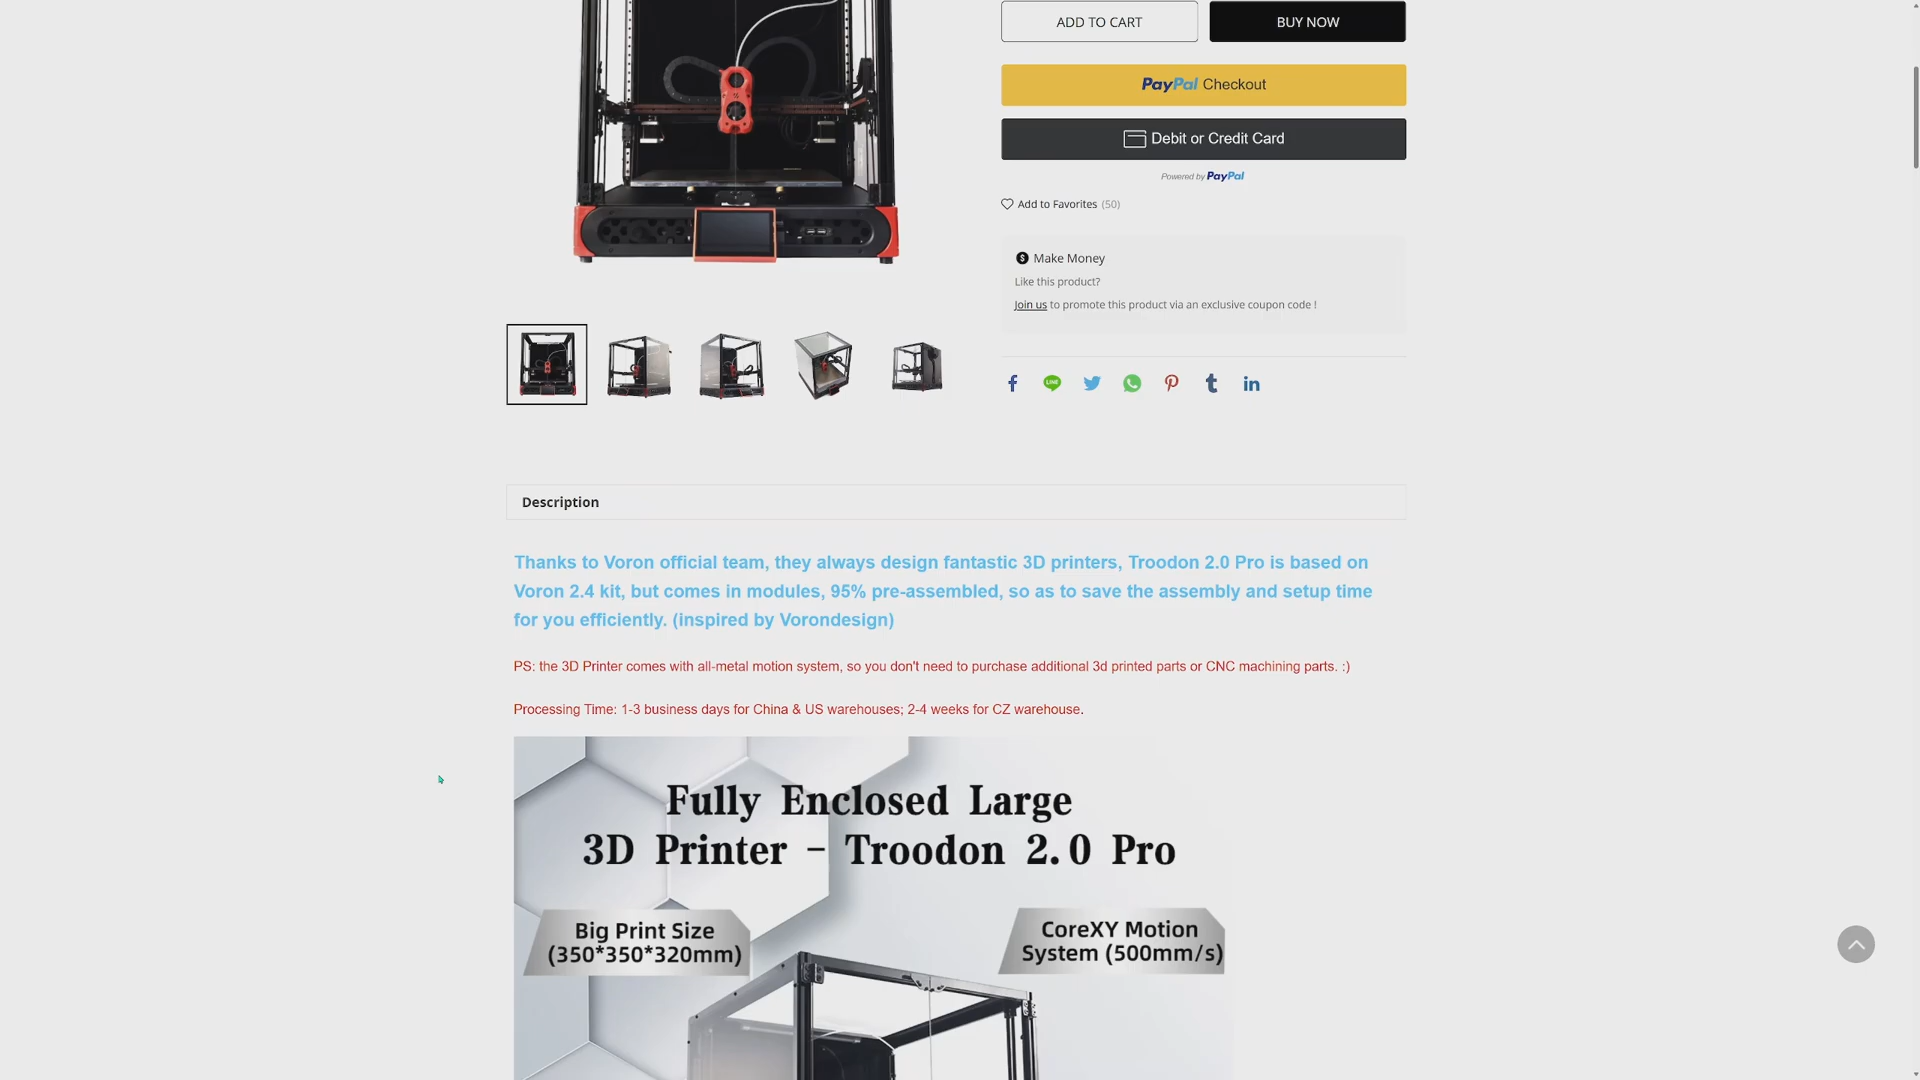 ADD TO CART
BUY NOW
PayPal Checkout
Debit or Credit Card
Powered by PayPal
Add to Favorites (50)
$ Make Money
Like this product?
Join us to promote this product via an exclusive coupon code !
LINE
Description
Thanks to Voron official team, they always design fantastic 3D printers, Troodon 2.0 Pro is based on
Voron 2.4 kit, but comes in modules, 95% pre-assembled, so as to save the assembly and setup time
for you efficiently. (inspired by Vorondesign)
PS: the 3D Printer comes with all-metal motion system, so you don't need to purchase additional 3d printed parts or CNC machining parts. :)
Processing Time: 1-3 business days for China & US warehouses; 2-4 weeks for CZ warehouse.
Fully Enclosed Large
3D Printer - Troodon 2.0 Pro
Big Print Size
(350*350*320mm)
CoreXY Motion
System (500mm/s)